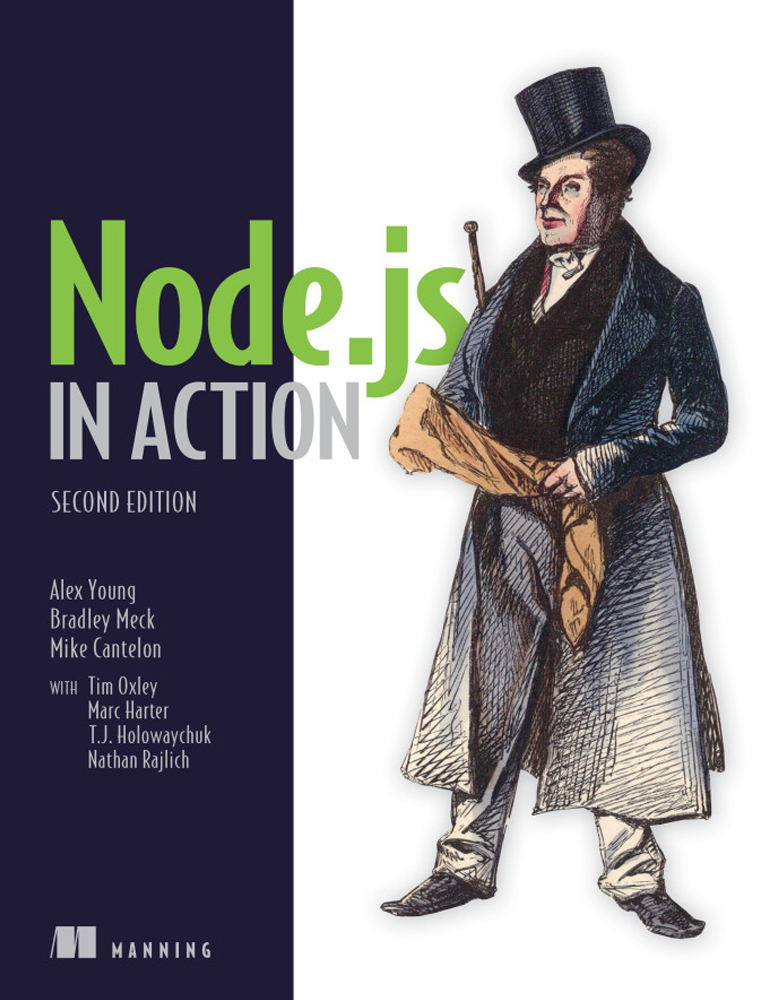 Node.js
IN ACTION
SECOND EDITION
Alex Young
Bradley Meck
Mike Cantelon
WITH Tim Oxley
Marc Harter
T.J. Holowaychuk
Nathan Rajlich
MANNING